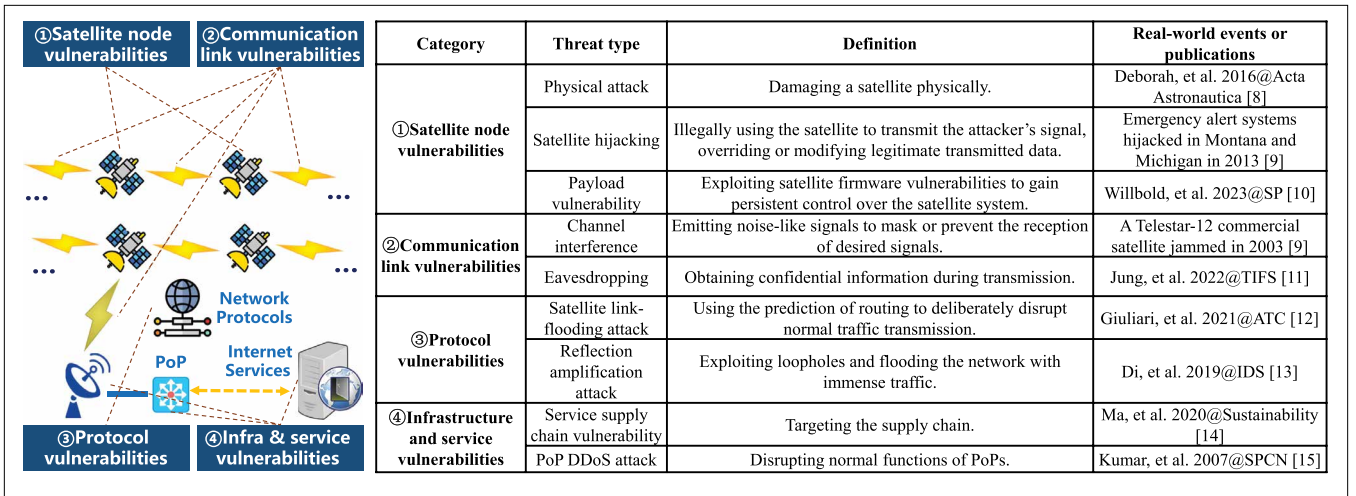 ①Satellite node
vulnerabilities
②Communication
link vulnerabilities
...
...
...
...
Network
Protocols
PoP
Internet
Services
③Protocol
vulnerabilities
④Infra & service
vulnerabilities
Category
Threat type
Definition
Real-world events or
publications
①Satellite node
vulnerabilities
Physical attack
Damaging a satellite physically.
Deborah, et al. 2016@Acta
Astronautica [8]
Satellite hijacking
Illegally using the satellite to transmit the attacker's signal,
overriding or modifying legitimate transmitted data.
Emergency alert systems
hijacked in Montana and
Michigan in 2013 [9]
Payload
vulnerability
Exploiting satellite firmware vulnerabilities to gain
persistent control over the satellite system.
Willbold, et al. 2023@SP [10]
②Communication
link vulnerabilities
Channel
interference
Emitting noise-like signals to mask or prevent the reception
of desired signals.
A Telestar-12 commercial
satellite jammed in 2003 [9]
Eavesdropping
Obtaining confidential information during transmission.
Jung, et al. 2022@TIFS [11]
③Protocol
vulnerabilities
Satellite link-
flooding attack
Using the prediction of routing to deliberately disrupt
normal traffic transmission.
Giuliari, et al. 2021@ATC [12]
Reflection
amplification
attack
Exploiting loopholes and flooding the network with
immense traffic.
Di, et al. 2019@IDS [13]
④Infrastructure
and service
vulnerabilities
Service supply
chain vulnerability
Targeting the supply chain.
Ma, et al. 2020@Sustainability
[14]
PoP DDoS attack
Disrupting normal functions of PoPs.
Kumar, et al. 2007@SPCN [15]